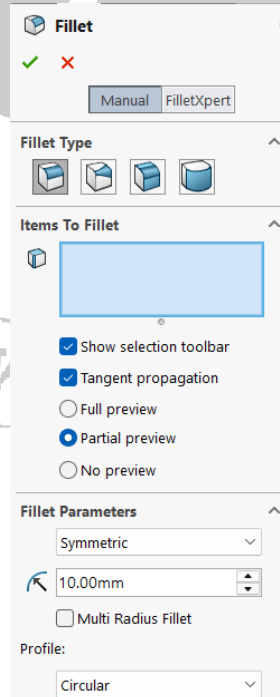 Fillet
Manual FilletXpert
Fillet Type
Items To Fillet
Show selection toolbar
Tangent propagation
Full preview
Partial preview
No preview
Fillet Parameters
Symmetric
10.00mm
Multi Radius Fillet
Profile:
Circular